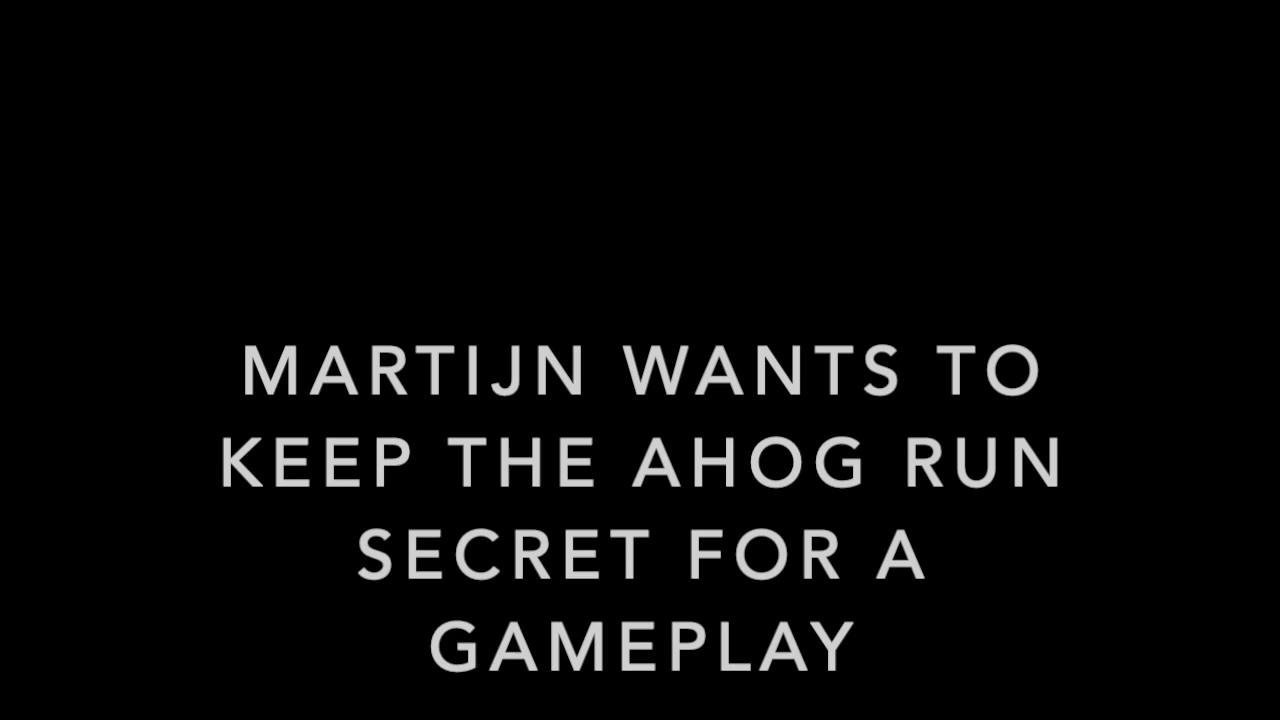 MARTIJN WANTS TO
KEEP THE AHOG RUN
SECRET FOR A
GAMEPLAY